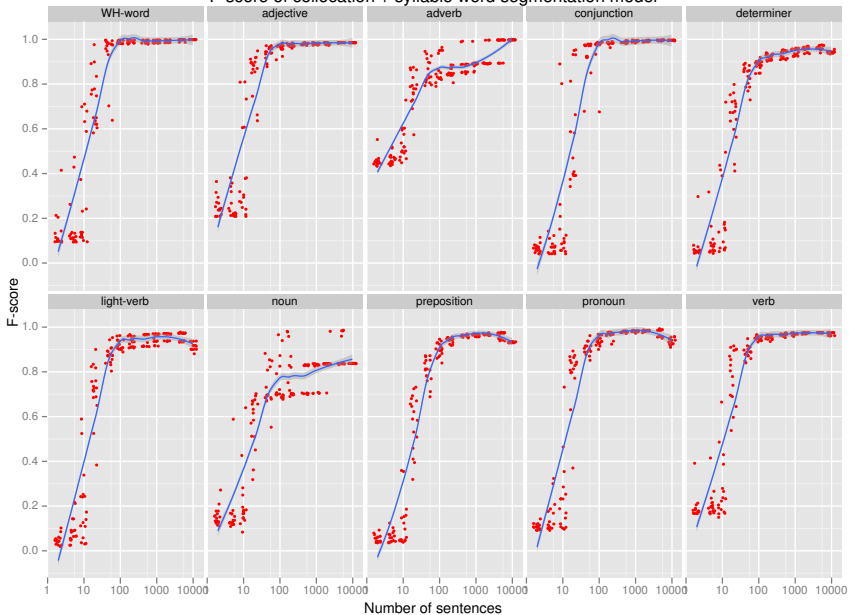 F-score of collocation + syllable word segmentation model
WH-word adjective adverb conjunction determiner
1.0
0.8
0.6
0.4
0.2
0.0
light-verb noun preposition pronoun verb
1.0
0.8
0.6
0.4
0.2
0.0
1 10 100 1000 10000 1 10 100 1000 10000 1 10 100 1000 10000 1 10 100 1000 10000 1 10 100 1000 10000
Number of sentences
F-score